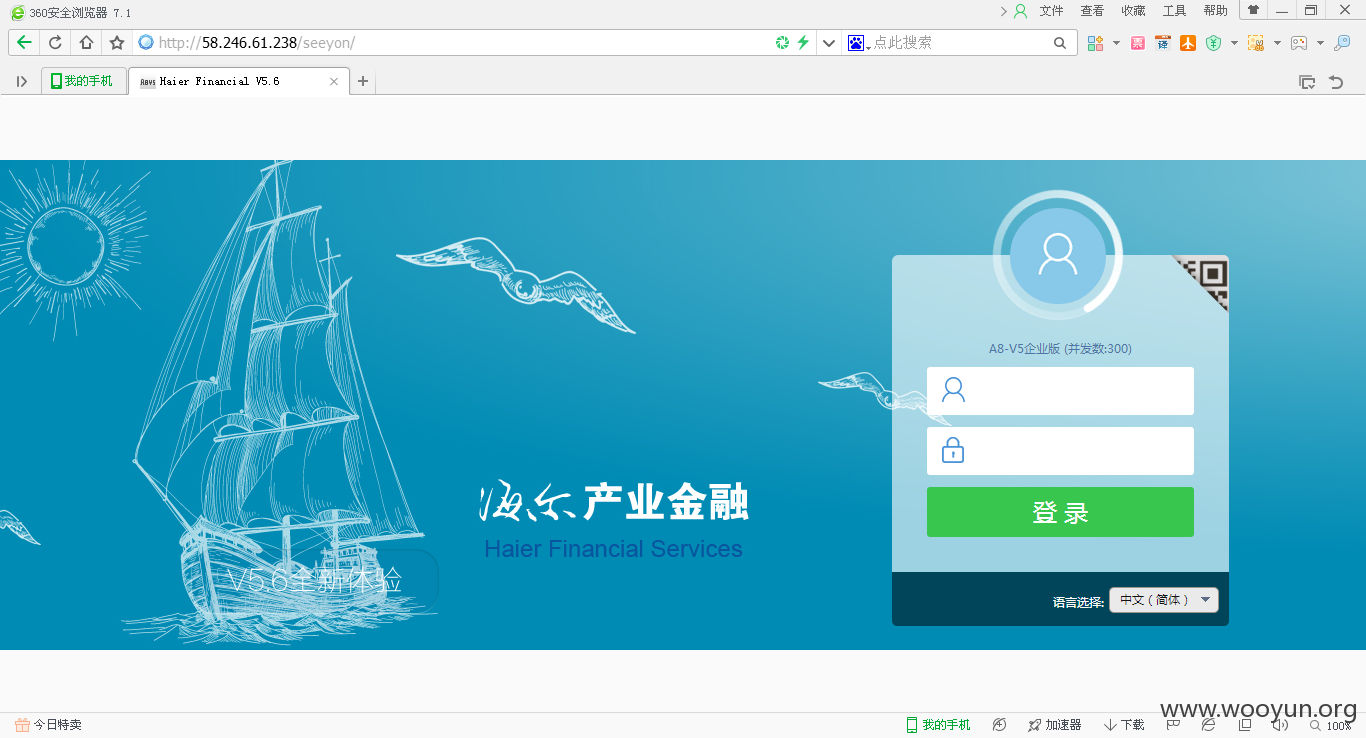 360安全浏览器 7.1
文件 查看 收藏 工具 帮助
http://58.246.61.238/seeyon/
点此搜索
我的手机
Haier Financial V5.6
A8-V5企业版 (并发数:300)
登录
海尔产业金融
Haier Financial Services
V5.6全新体验
语言选择: 中文 ( 简体 )
今日特卖
我的手机 加速器 下载
100%
www.wooyun.org